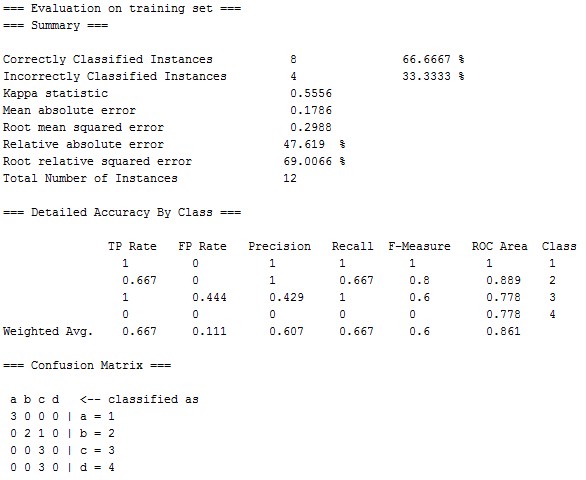 === Evaluation on training set ===
=== Summary ===
Correctly Classified Instances 8 66.6667 %
Incorrectly Classified Instances 4 33.3333 %
Kappa statistic 0.5556
Mean absolute error 0.1786
Root mean squared error 0.2988
Relative absolute error 47.619 %
Root relative squared error 69.0066 %
Total Number of Instances 12
=== Detailed Accuracy By Class ===
TP Rate FP Rate Precision Recall F-Measure ROC Area Class
1 0 1 1 1 1 1
0.667 0 1 0.667 0.8 0.889 2
1 0.444 0.429 1 0.6 0.778 3
0 0 0 0 0 0.778 4
Weighted Avg. 0.667 0.111 0.607 0.667 0.6 0.861
=== Confusion Matrix ===
a b c d <-- classified as
3 0 0 0 | a = 1
0 2 1 0 | b = 2
0 0 3 0 | c = 3
0 0 3 0 | d = 4